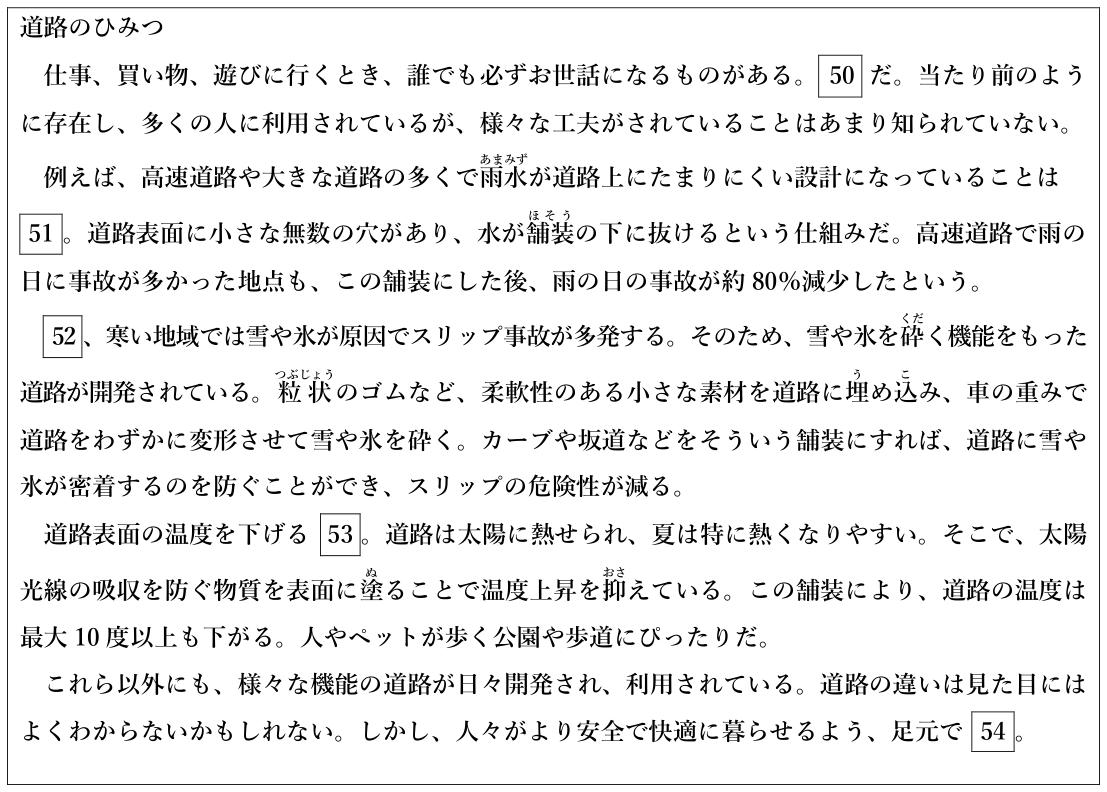 道路のひみつ
仕事、買い物、遊びに行くとき、誰でも必ずお世話になるものがある。 50 だ。当たり前のよう
に存在し、多くの人に利用されているが、様々な工夫がされていることはあまり知られていない。
あまみず
例えば、高速道路や大きな道路の多くで雨水が道路上にたまりにくい設計になっていることは
ほそう
51 。道路表面に小さな無数の穴があり、水が舗装の下に抜けるという仕組みだ。高速道路で雨の
日に事故が多かった地点も、この舗装にした後、雨の日の事故が約 80％減少したという。
くだ
52 、寒い地域では雪や氷が原因でスリップ事故が多発する。そのため、雪や氷を砕く機能をもった
つぶじょう う こ
道路が開発されている。粒状のゴムなど、柔軟性のある小さな素材を道路に埋め込み、車の重みで
道路をわずかに変形させて雪や氷を砕く。カーブや坂道などをそういう舗装にすれば、道路に雪や
氷が密着するのを防ぐことができ、スリップの危険性が減る。
道路表面の温度を下げる 53 。道路は太陽に熱せられ、夏は特に熱くなりやすい。そこで、太陽
ぬ おさ
光線の吸収を防ぐ物質を表面に塗ることで温度上昇を抑えている。この舗装により、道路の温度は
最大 10 度以上も下がる。人やペットが歩く公園や歩道にぴったりだ。
これら以外にも、様々な機能の道路が日々開発され、利用されている。道路の違いは見た目には
よくわからないかもしれない。しかし、人々がより安全で快適に暮らせるよう、足元で 54 。